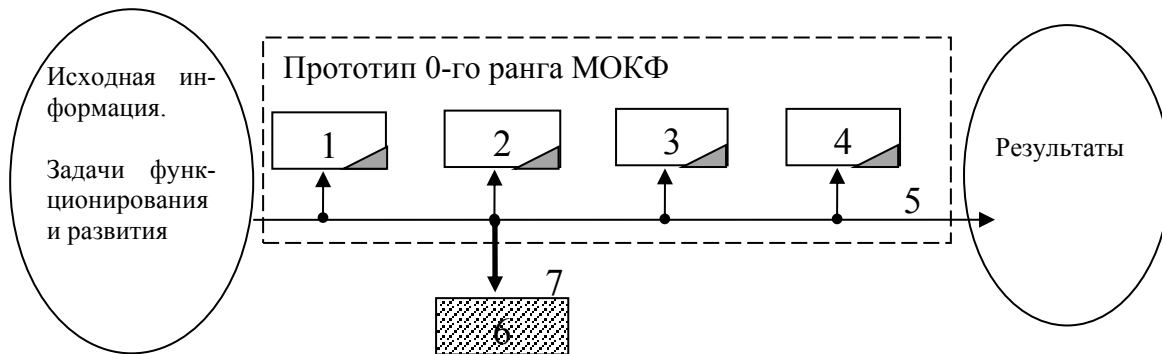 Прототип 0-го ранга МОКФ
Исходная ин-
формация.
Задачи функ-
ционирования
и развития
1
2
3
4
Результаты
5
7
6